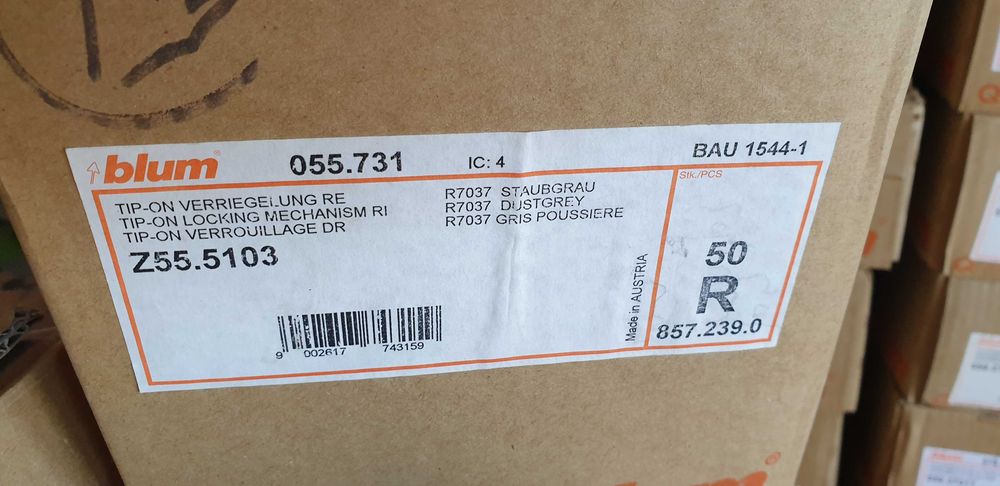 blum
055.731
IC: 4
BAU 1544-1
TIP-ON VERRIEGELUNG RE
TIP-ON LOCKING MECHANISM RI
TIP-ON VERROUILLAGE DR
R7037 STAUBGRAU
R7037 DUSTGREY
R7037 GRIS POUSSIERE
Stk./PCS
Z55.5103
50
R
857.239.0
Made in AUSTRIA
9 002617 743159